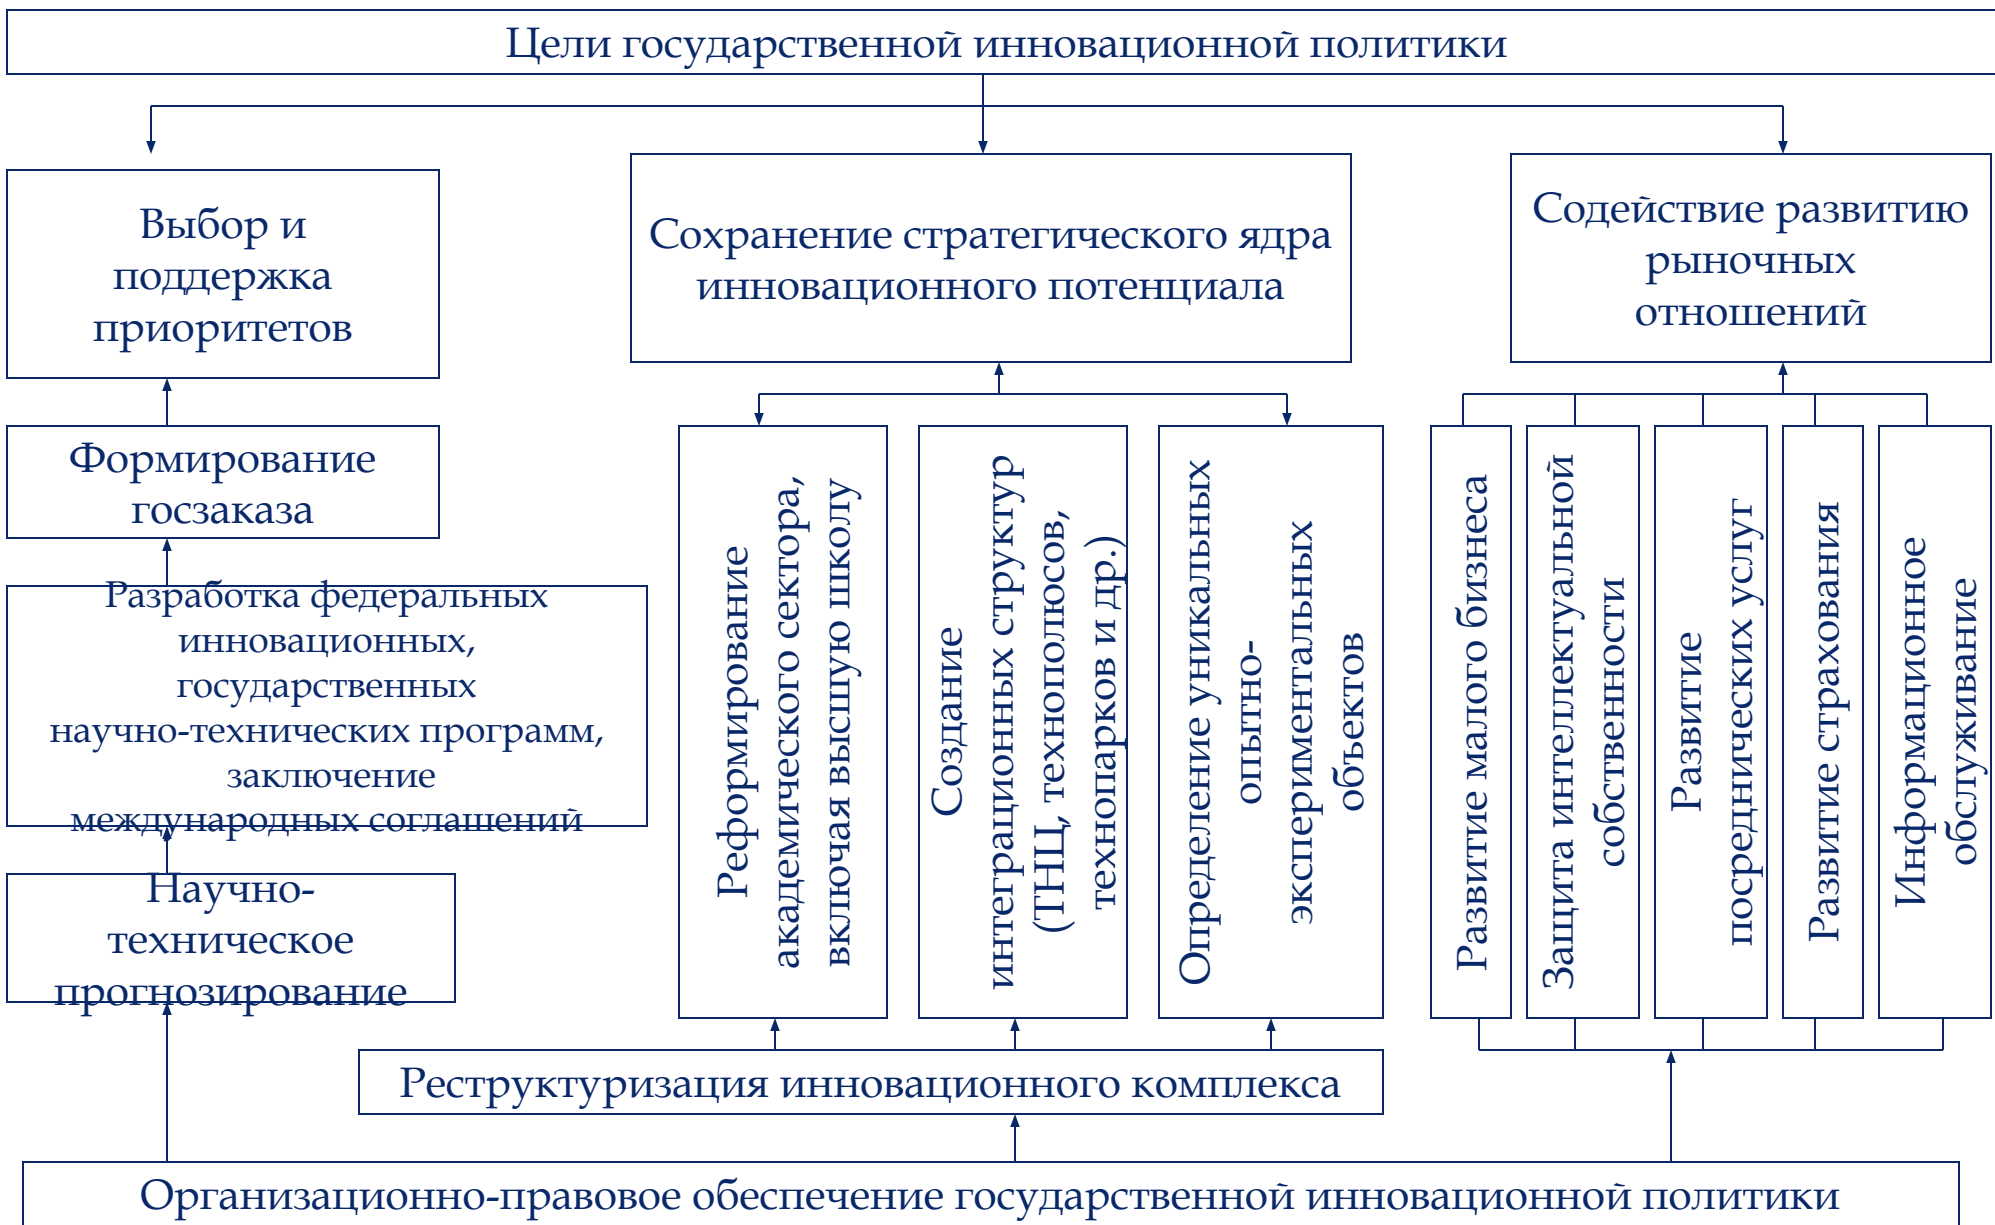 Цели государственной инновационной политики
Выбор и
поддержка
приоритетов
Сохранение стратегического ядра
инновационного потенциала
Содействие развитию
рыночных
отношений
Формирование
госзаказа
Разработка федеральных
инновационных,
государственных
научно-технических программ,
заключение
международных соглашений
Научно-
техническое
прогнозирование
Реформирование
академического сектора,
включая высшую школу
Создание
интеграционных структур
(ТНЦ, технополюсов,
технопарков и др.)
Определение уникальных
опытно-
экспериментальных
объектов
Развитие малого бизнеса
Защита интеллектуальной
собственности
Развитие
посреднических услуг
Развитие страхования
Информационное
обслуживание
Реструктуризация инновационного комплекса
Организационно-правовое обеспечение государственной инновационной политики